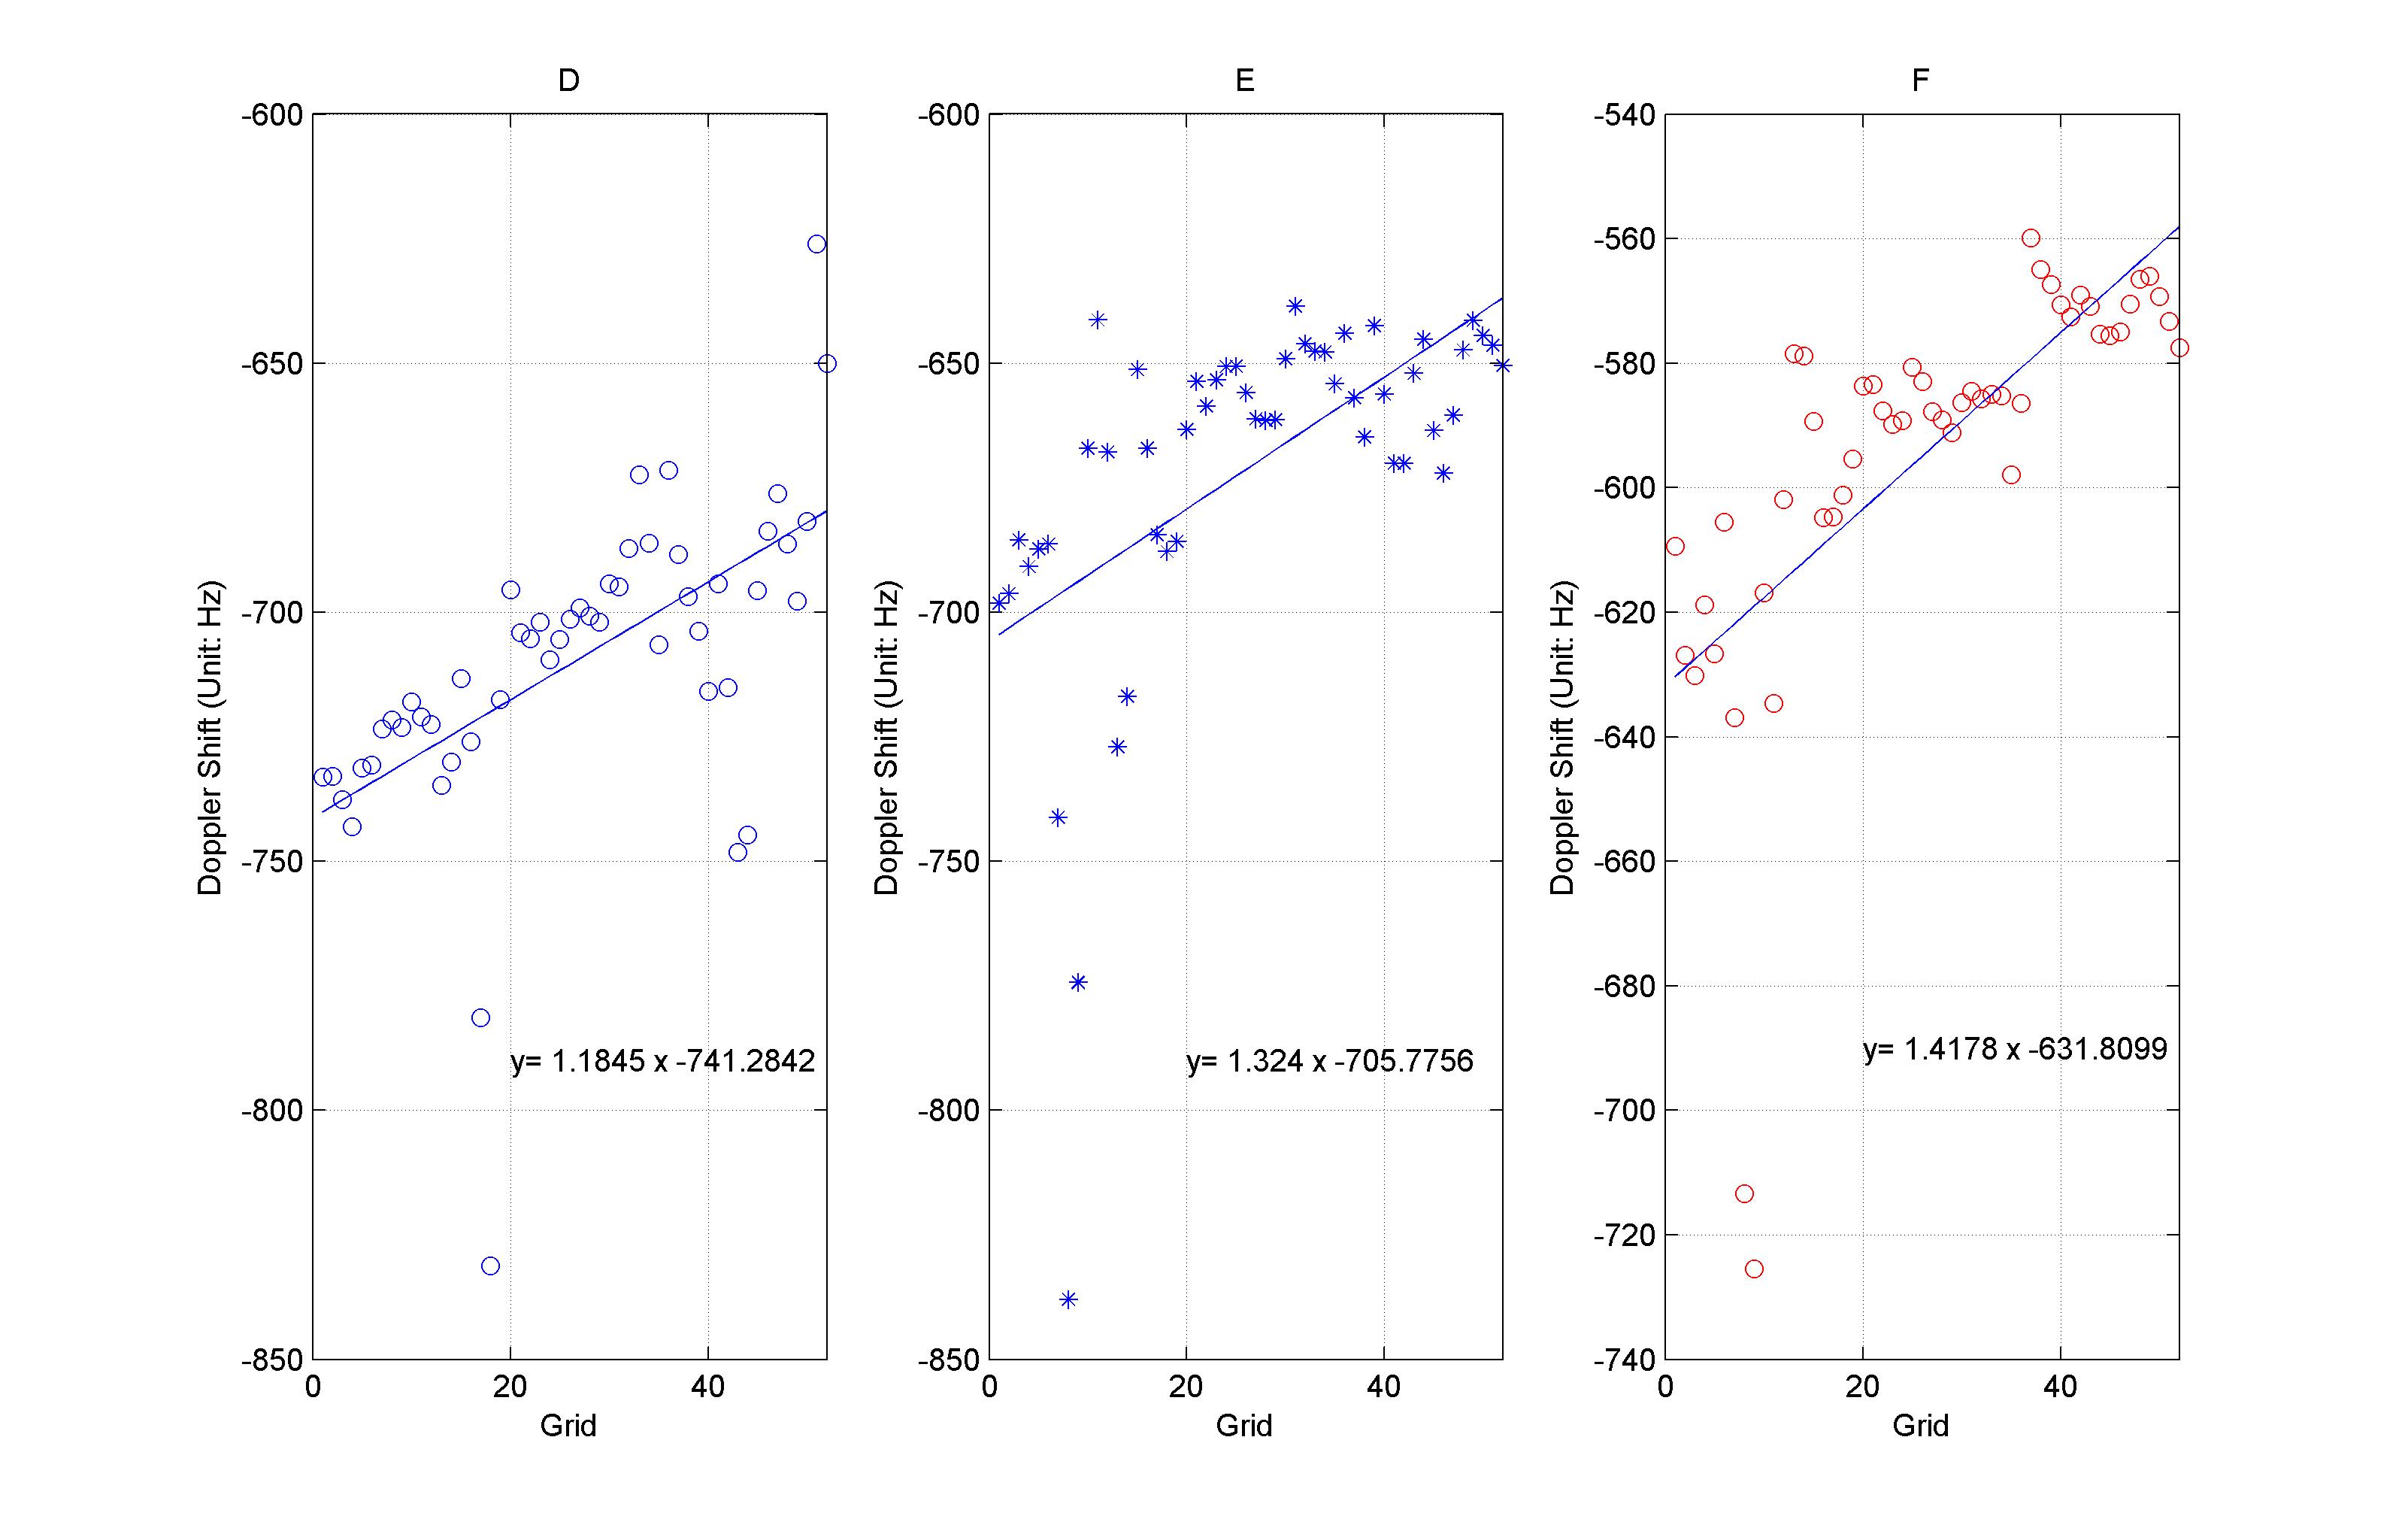 D
-600
-650
-700
-750
-800
-850
0
20
40
Doppler Shift (Unit: Hz)
Grid
y= 1.1845 x -741.2842
E
-600
-650
-700
-750
-800
-850
0
20
40
Doppler Shift (Unit: Hz)
Grid
y= 1.324 x -705.7756
F
-540
-560
-580
-600
-620
-640
-660
-680
-700
-720
-740
0
20
40
Doppler Shift (Unit: Hz)
Grid
y= 1.4178 x -631.8099